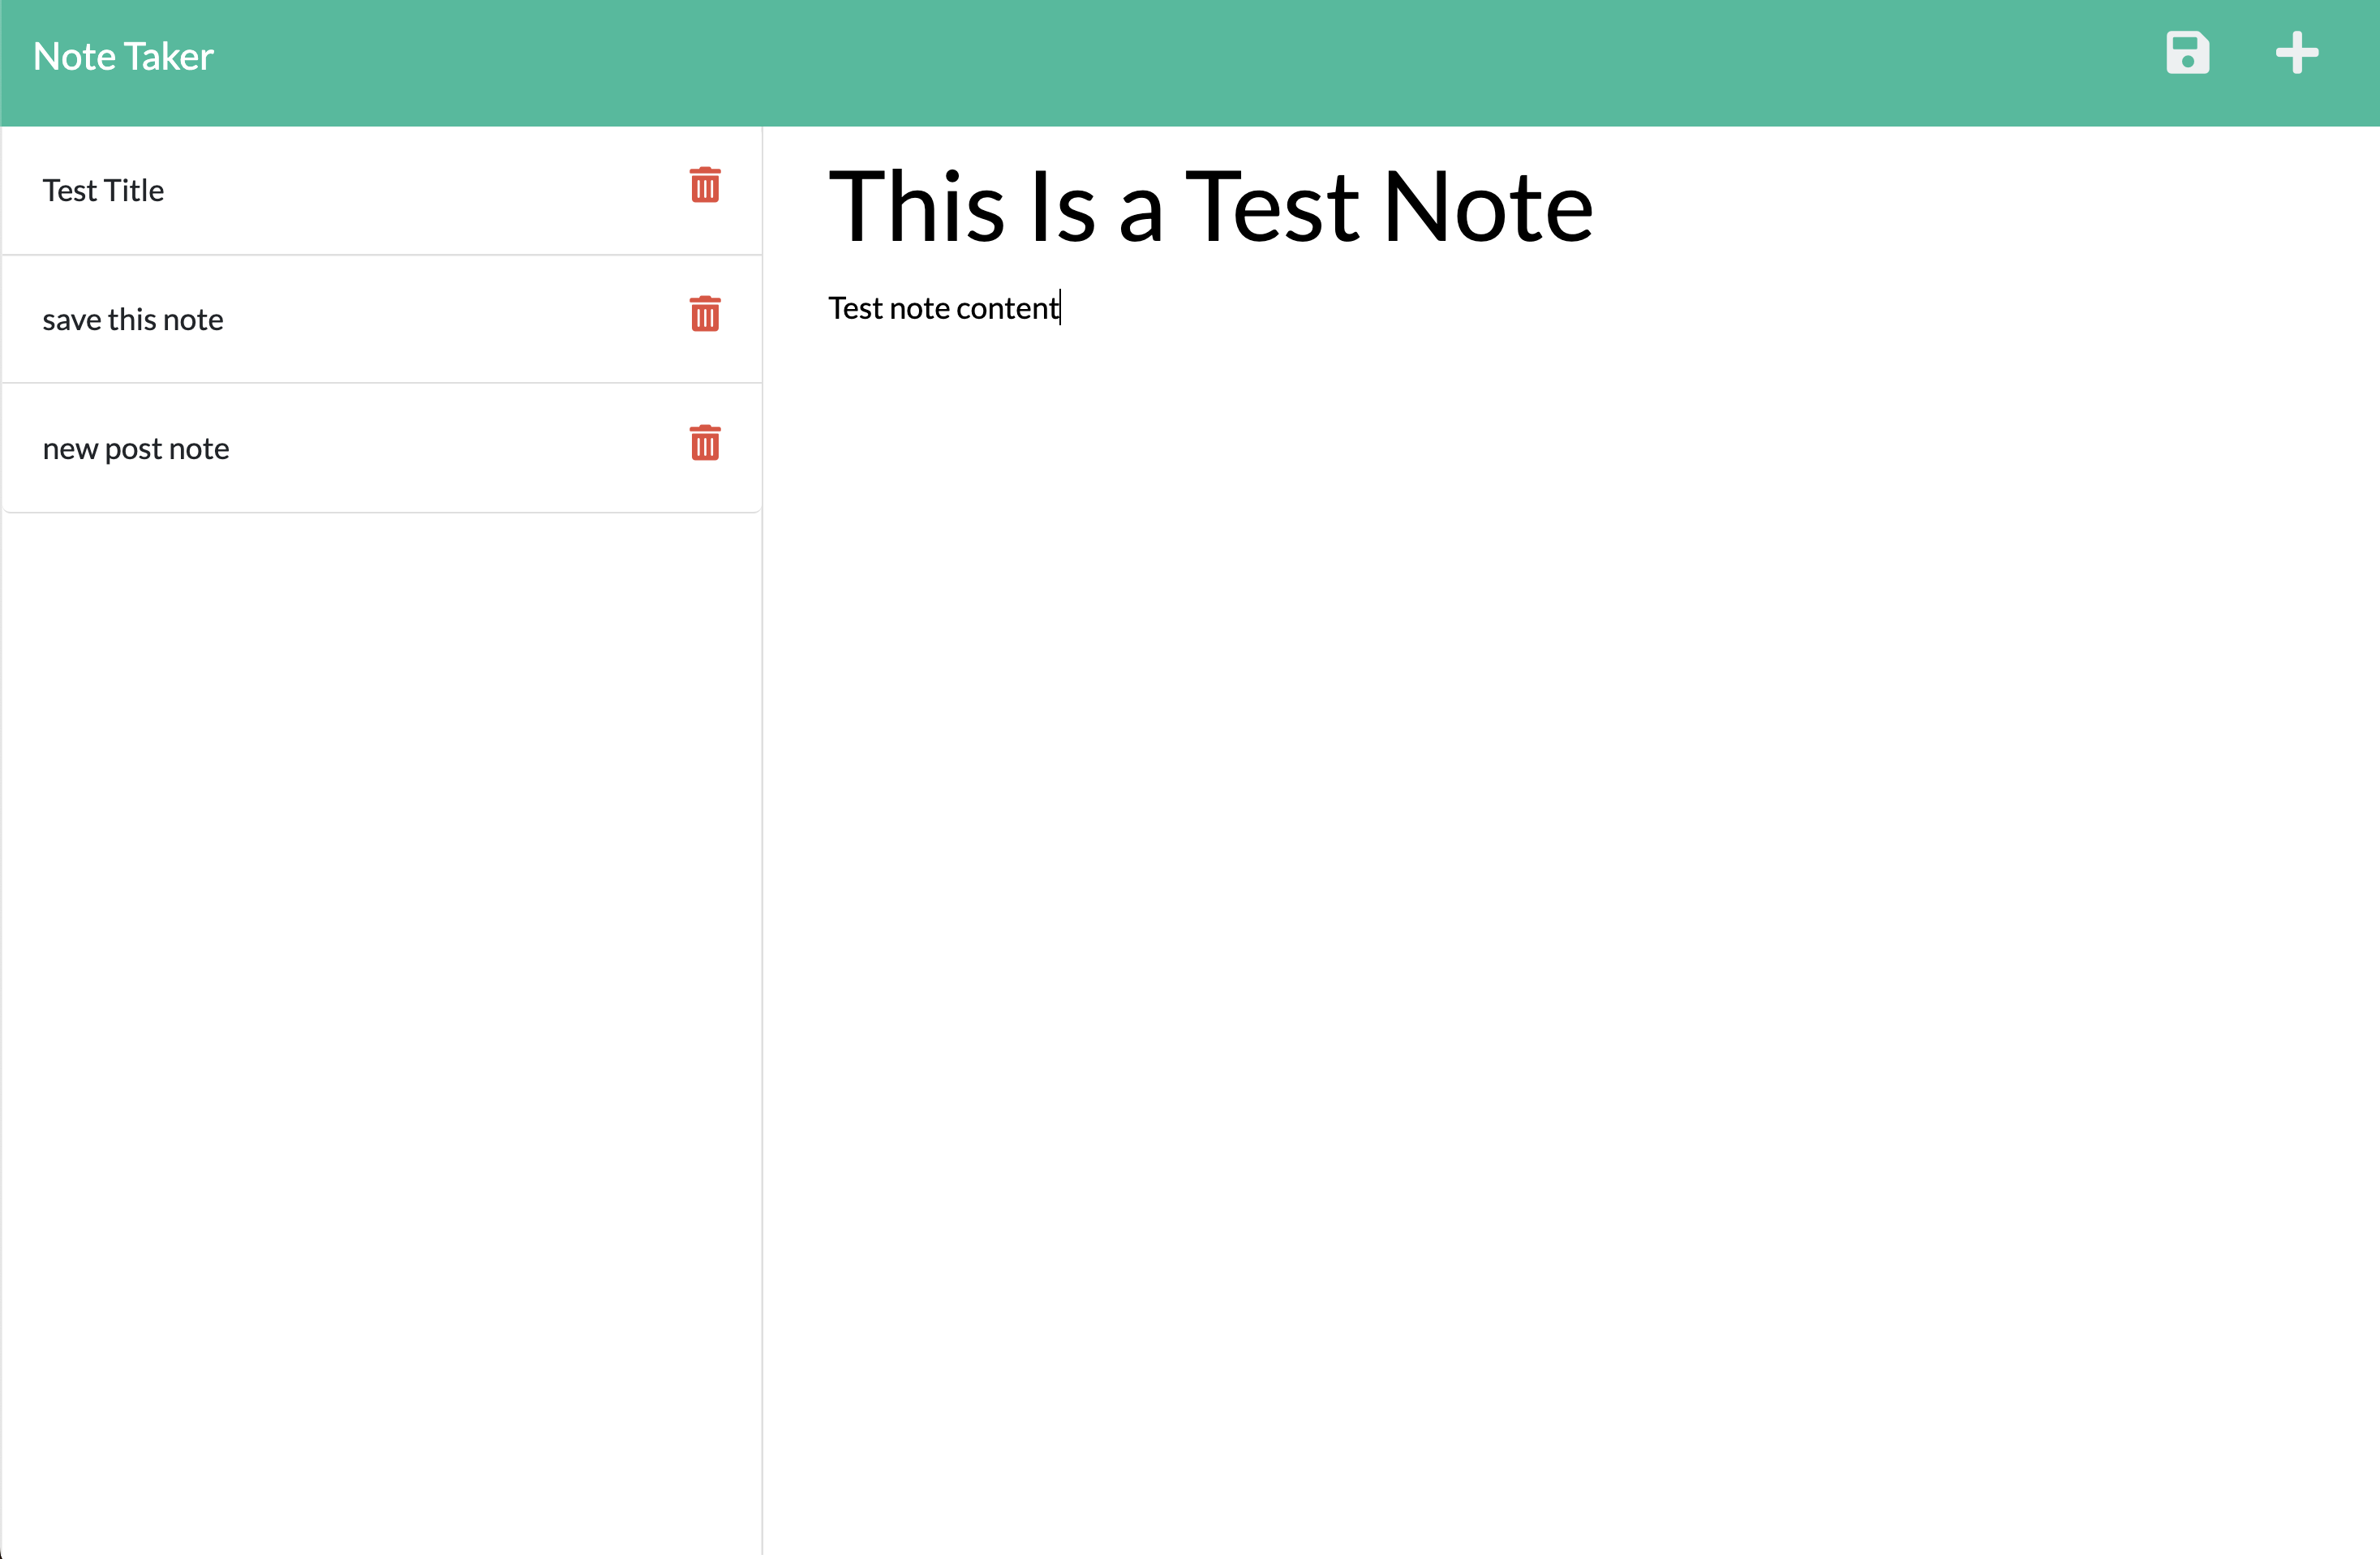 Note Taker
Test Title
save this note
new post note
This Is a Test Note
Test note content